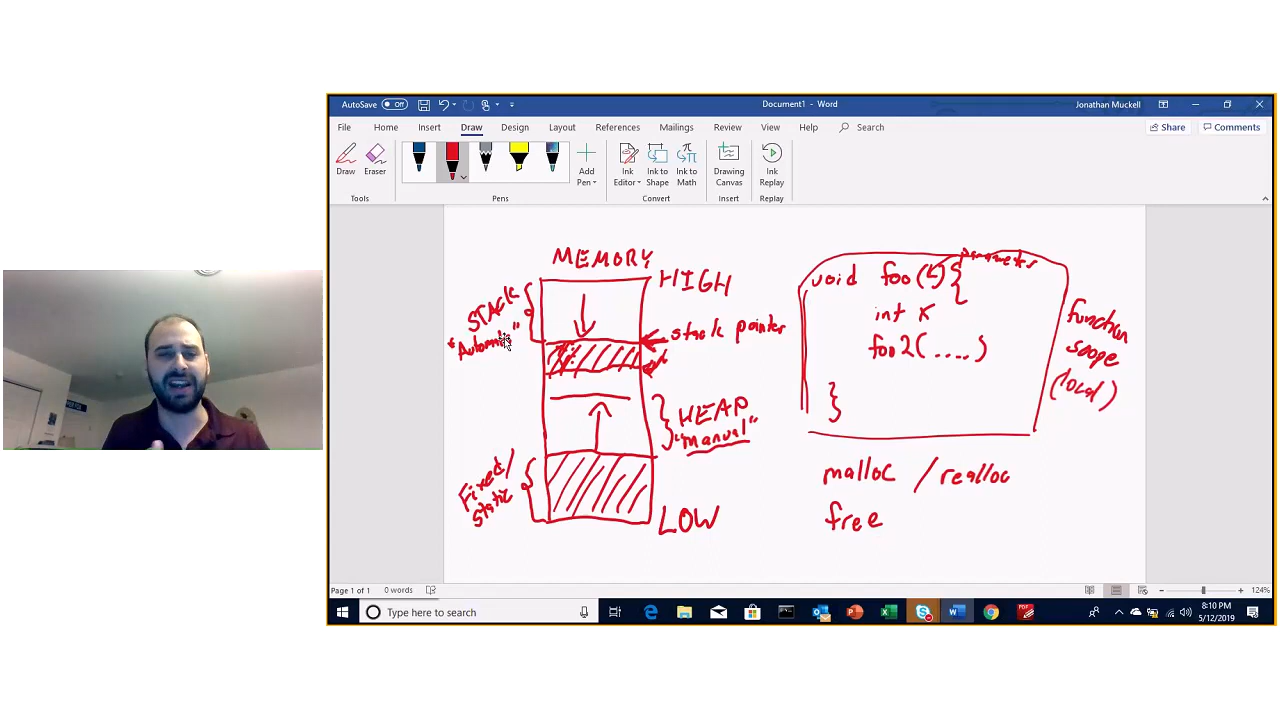 AutoSave Off
Document1 - Word
Jonathan Muckell
File Home Insert Draw Design Layout References Mailings Review View Help Search
Share Comments
Draw Eraser Add Pen Ink Editor Ink to Shape Ink to Math Drawing Canvas Ink Replay
Tools Pens Convert Insert Replay
MEMORY
HIGH
STACK
"Automatic"
stack pointer
HEAP
"manual"
Fixed/
Static
LOW
parameter
void foo( ){
int x
foo2(....)
}
function
scope
(local)
malloc / realloc
free
Page 1 of 1 0 words
124%
Type here to search
8:10 PM
5/12/2019